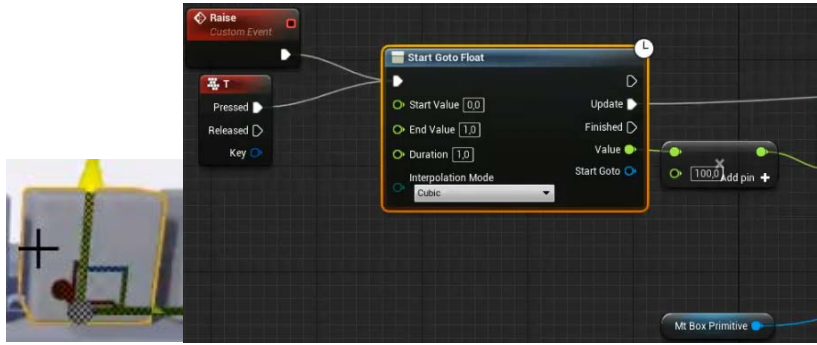 Raise
Custom Event
T
Pressed
Released
Key
Start Goto Float
Start Value 0,0
Update
End Value 1,0
Finished
Duration 1,0
Value
Interpolation Mode
Start Goto
Cubic
100,0
Add pin +
Mt Box Primitive